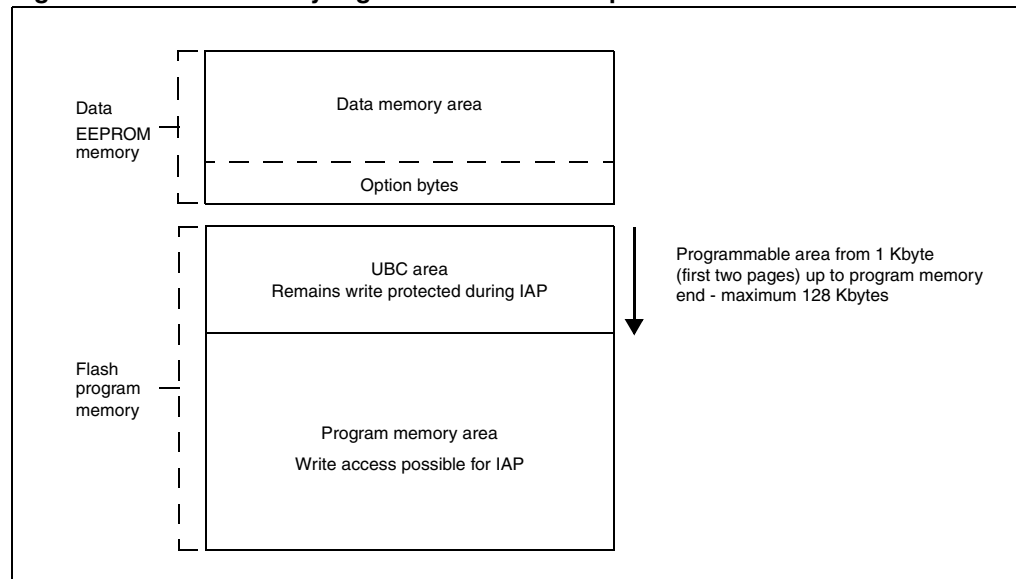 Data memory area
Data
EEPROM
memory
Option bytes
UBC area
Remains write protected during IAP
Programmable area from 1 Kbyte
(first two pages) up to program memory
end - maximum 128 Kbytes
Flash
program
memory
Program memory area
Write access possible for IAP